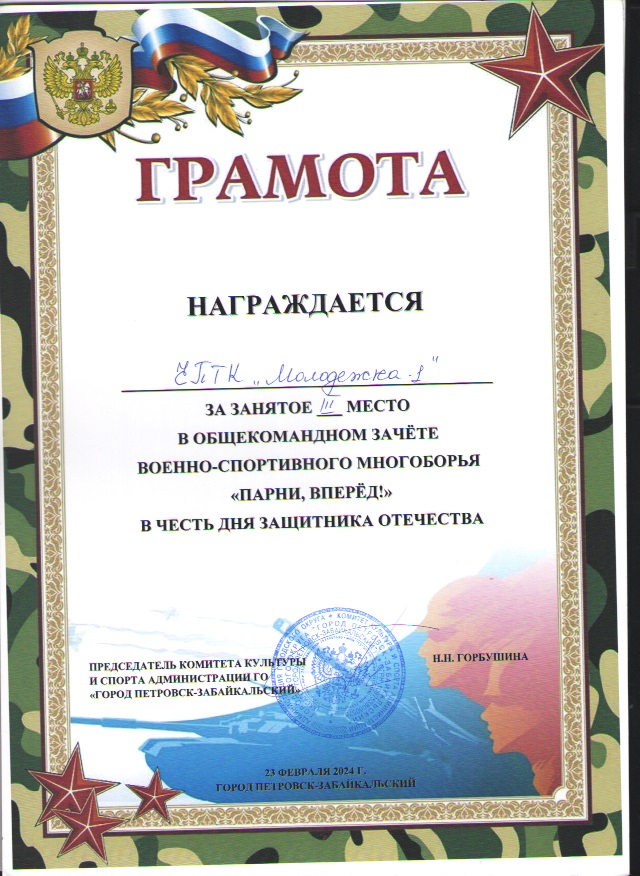 ГРАМОТА
НАГРАЖДАЕТСЯ
ЕПТК „Молодежка-1"
ЗА ЗАНЯТОЕ III МЕСТО
В ОБЩЕКОМАНДНОМ ЗАЧЁТЕ
ВОЕННО-СПОРТИВНОГО МНОГОБОРЬЯ
«ПАРНИ, ВПЕРЁД!»
В ЧЕСТЬ ДНЯ ЗАЩИТНИКА ОТЕЧЕСТВА
ПРЕДСЕДАТЕЛЬ КОМИТЕТА КУЛЬТУРЫ
И СПОРТА АДМИНИСТРАЦИИ ГО
«ГОРОД ПЕТРОВСК-ЗАБАЙКАЛЬСКИЙ»
Н.Н. ГОРБУШИНА
23 ФЕВРАЛЯ 2024 Г.
ГОРОД ПЕТРОВСК-ЗАБАЙКАЛЬСКИЙ